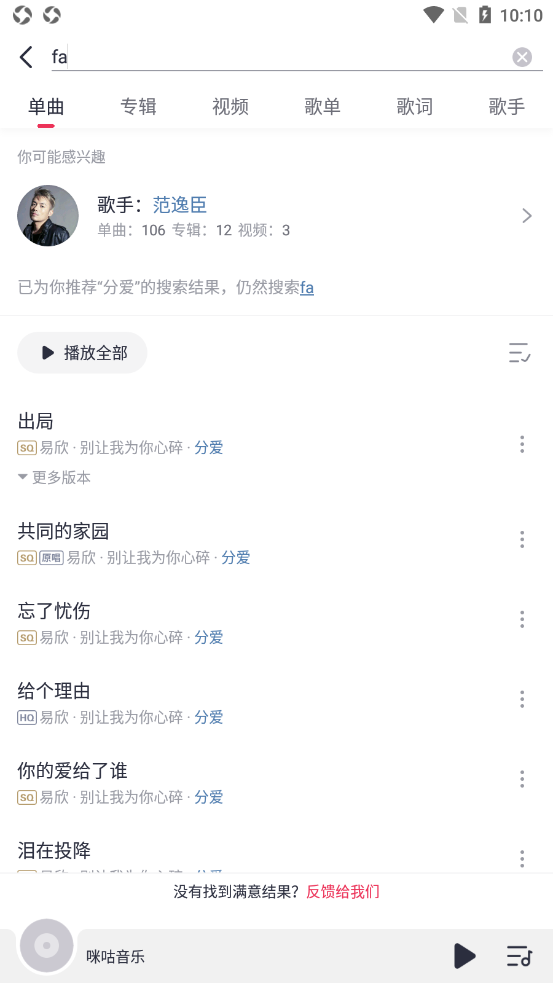 10:10
fa
单曲 专辑 视频 歌单 歌词 歌手
你可能感兴趣
歌手：范逸臣
单曲：106 专辑：12 视频：3
已为你推荐“分爱”的搜索结果，仍然搜索fa
播放全部
出局
SQ 易欣 · 别让我为你心碎 · 分爱
更多版本
共同的家园
SQ 原唱 易欣 · 别让我为你心碎 · 分爱
忘了忧伤
SQ 易欣 · 别让我为你心碎 · 分爱
给个理由
HQ 易欣 · 别让我为你心碎 · 分爱
你的爱给了谁
SQ 易欣 · 别让我为你心碎 · 分爱
泪在投降
没有找到满意结果？反馈给我们
咪咕音乐